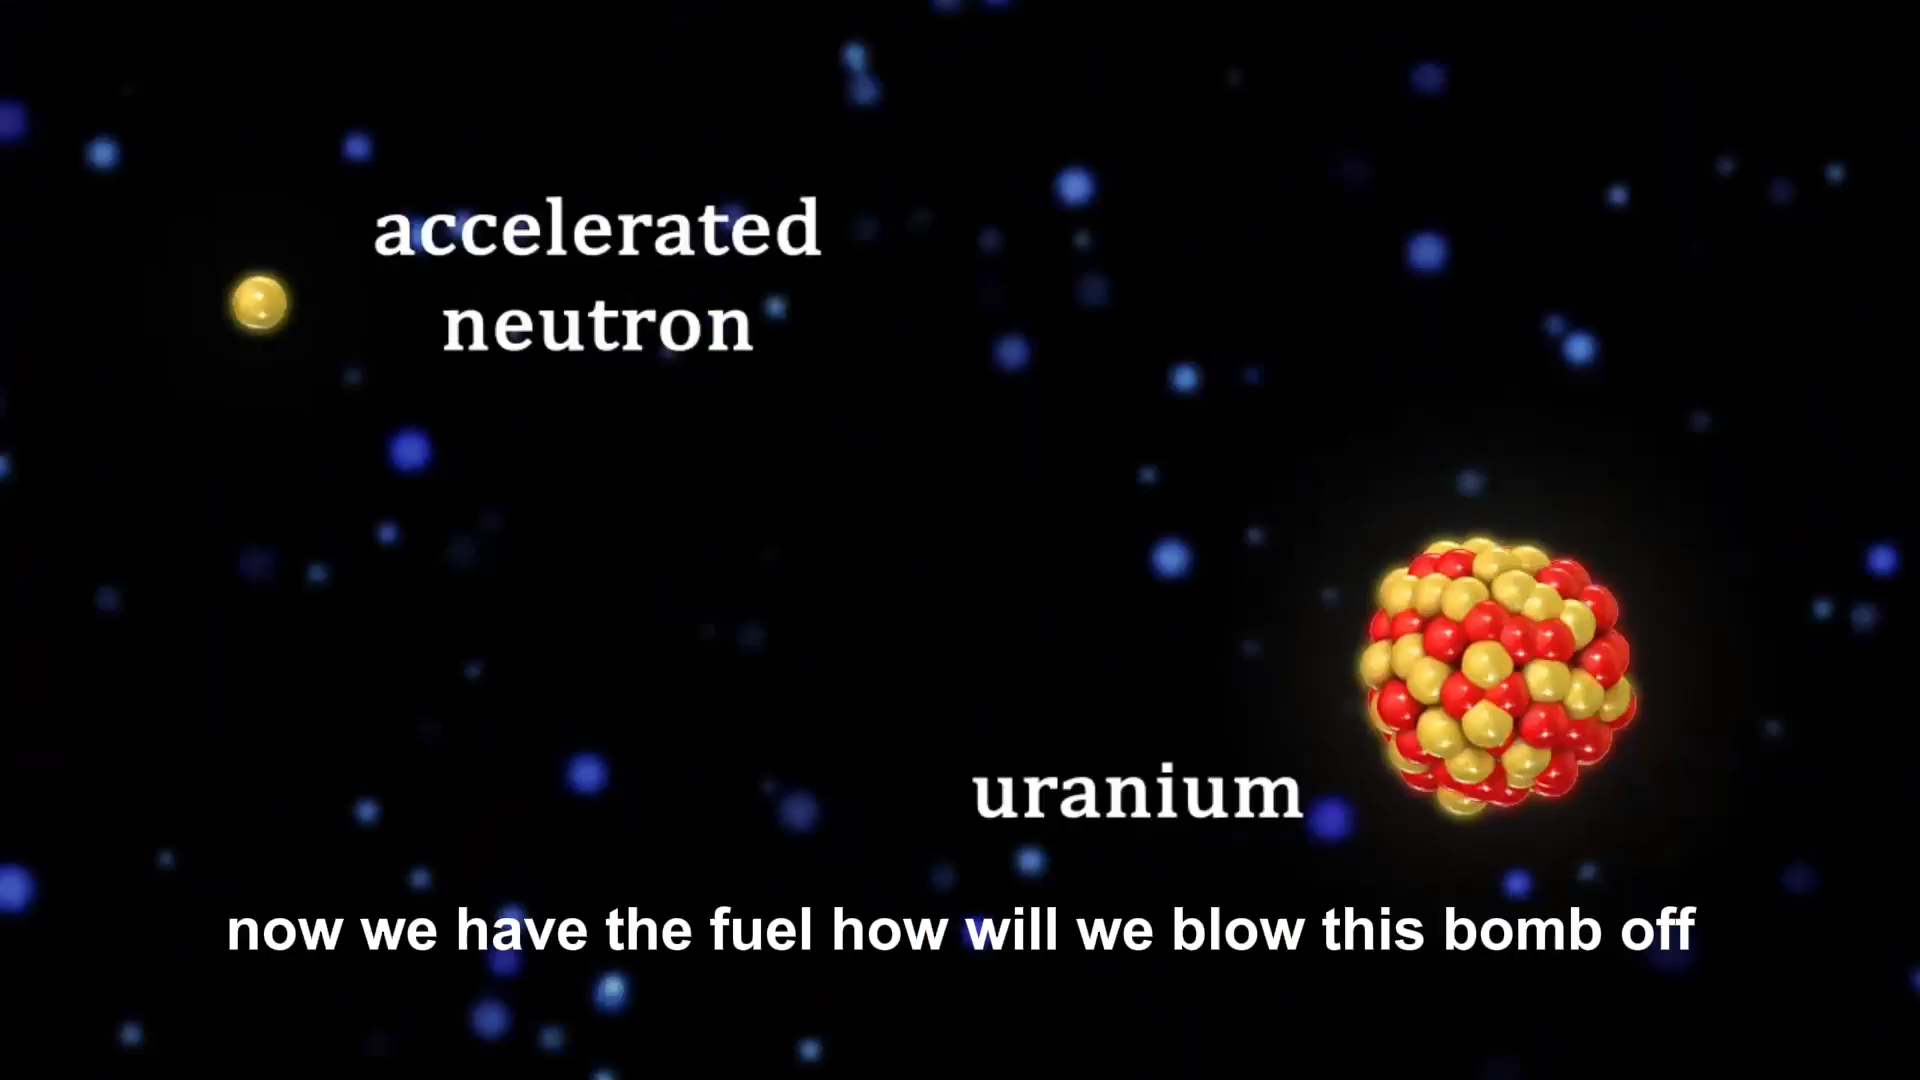 accelerated
neutron
uranium
now we have the fuel how will we blow this bomb off